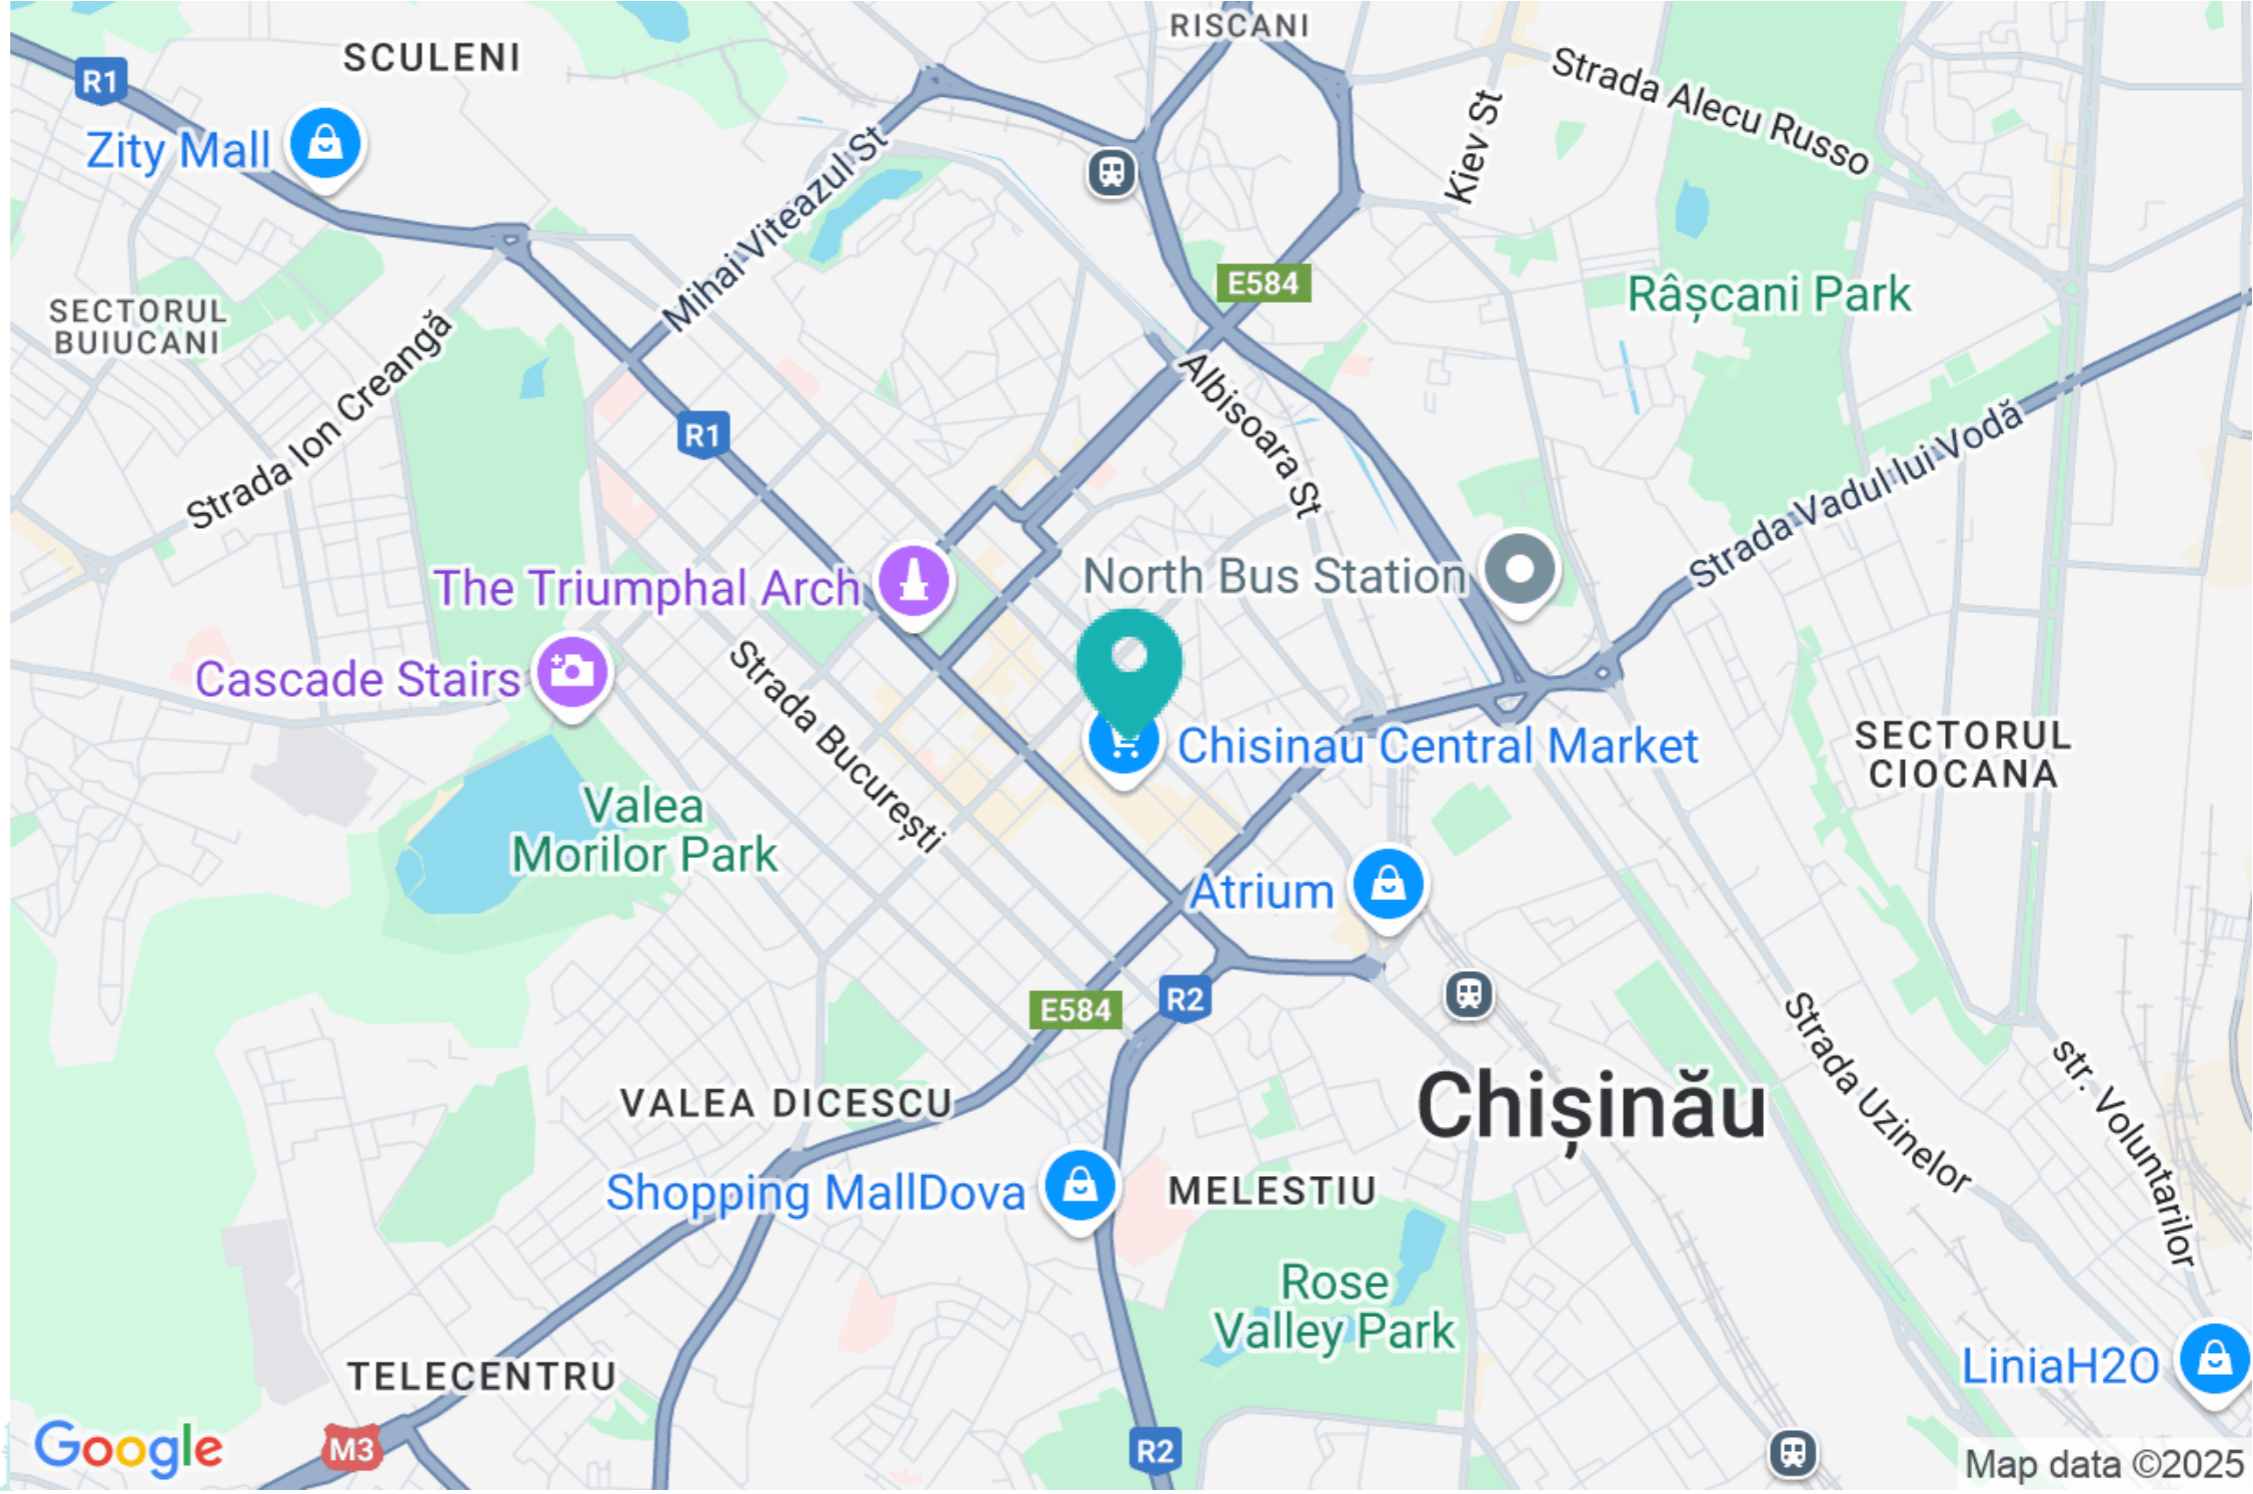 RISCANI
SCULENI
R1
Strada Alecu Russo
Zity Mall
Kiev St
Mihai Viteazul St
E584
Râșcani Park
SECTORUL
BUIUCANI
Strada Ion Creangă
R1
Albisoara St
Strada Vadul lui Vodă
The Triumphal Arch
North Bus Station
Cascade Stairs
Strada București
Chisinau Central Market
SECTORUL
CIOCANA
Valea
Morilor Park
Atrium
E584
R2
Strada Uzinelor
str. Voluntarilor
VALEA DICESCU
Chișinău
Shopping MallDova
MELESTIU
Rose
Valley Park
LiniaH2O
TELECENTRU
Google
M3
R2
Map data ©2025